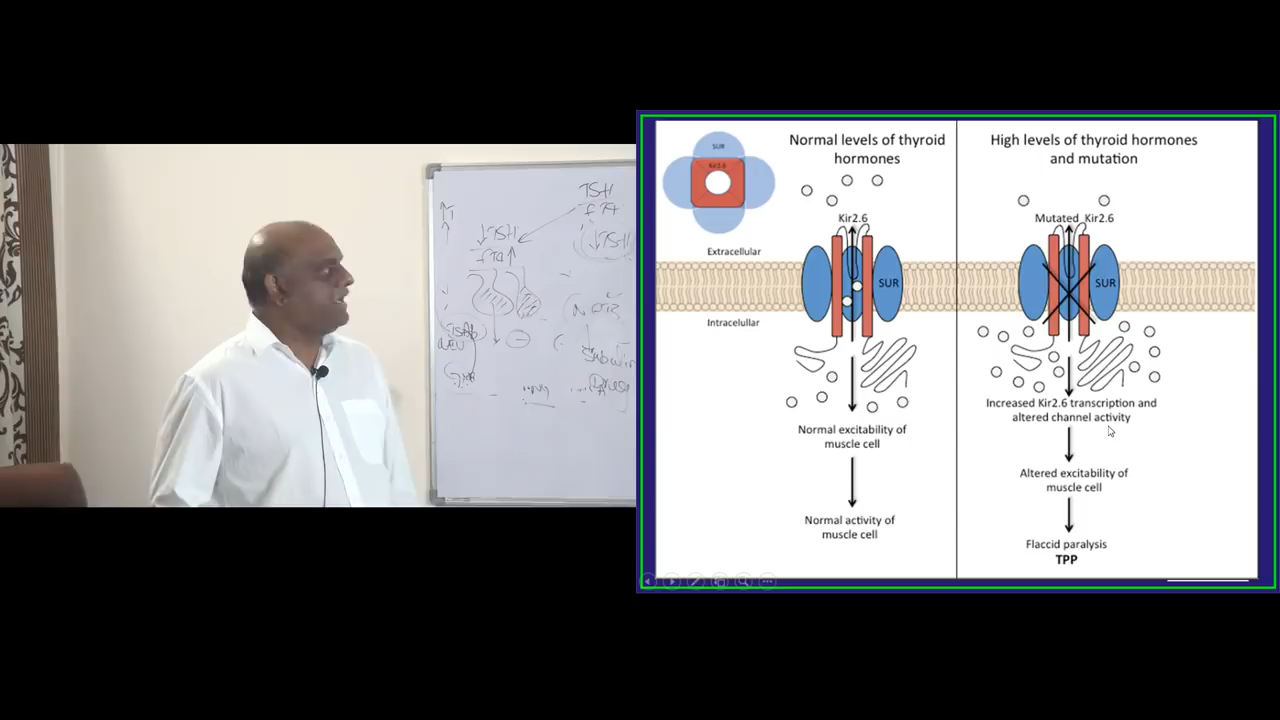 TSH
↓TSH
↓TSH
SUR
Kir2.6
Normal levels of thyroid
hormones
Kir2.6
Extracellular
Intracelullar
SUR
Normal excitability of
muscle cell
Normal activity of
muscle cell
High levels of thyroid hormones
and mutation
Mutated Kir2.6
SUR
Increased Kir2.6 transcription and
altered channel activity
Altered excitability of
muscle cell
Flaccid paralysis
TPP